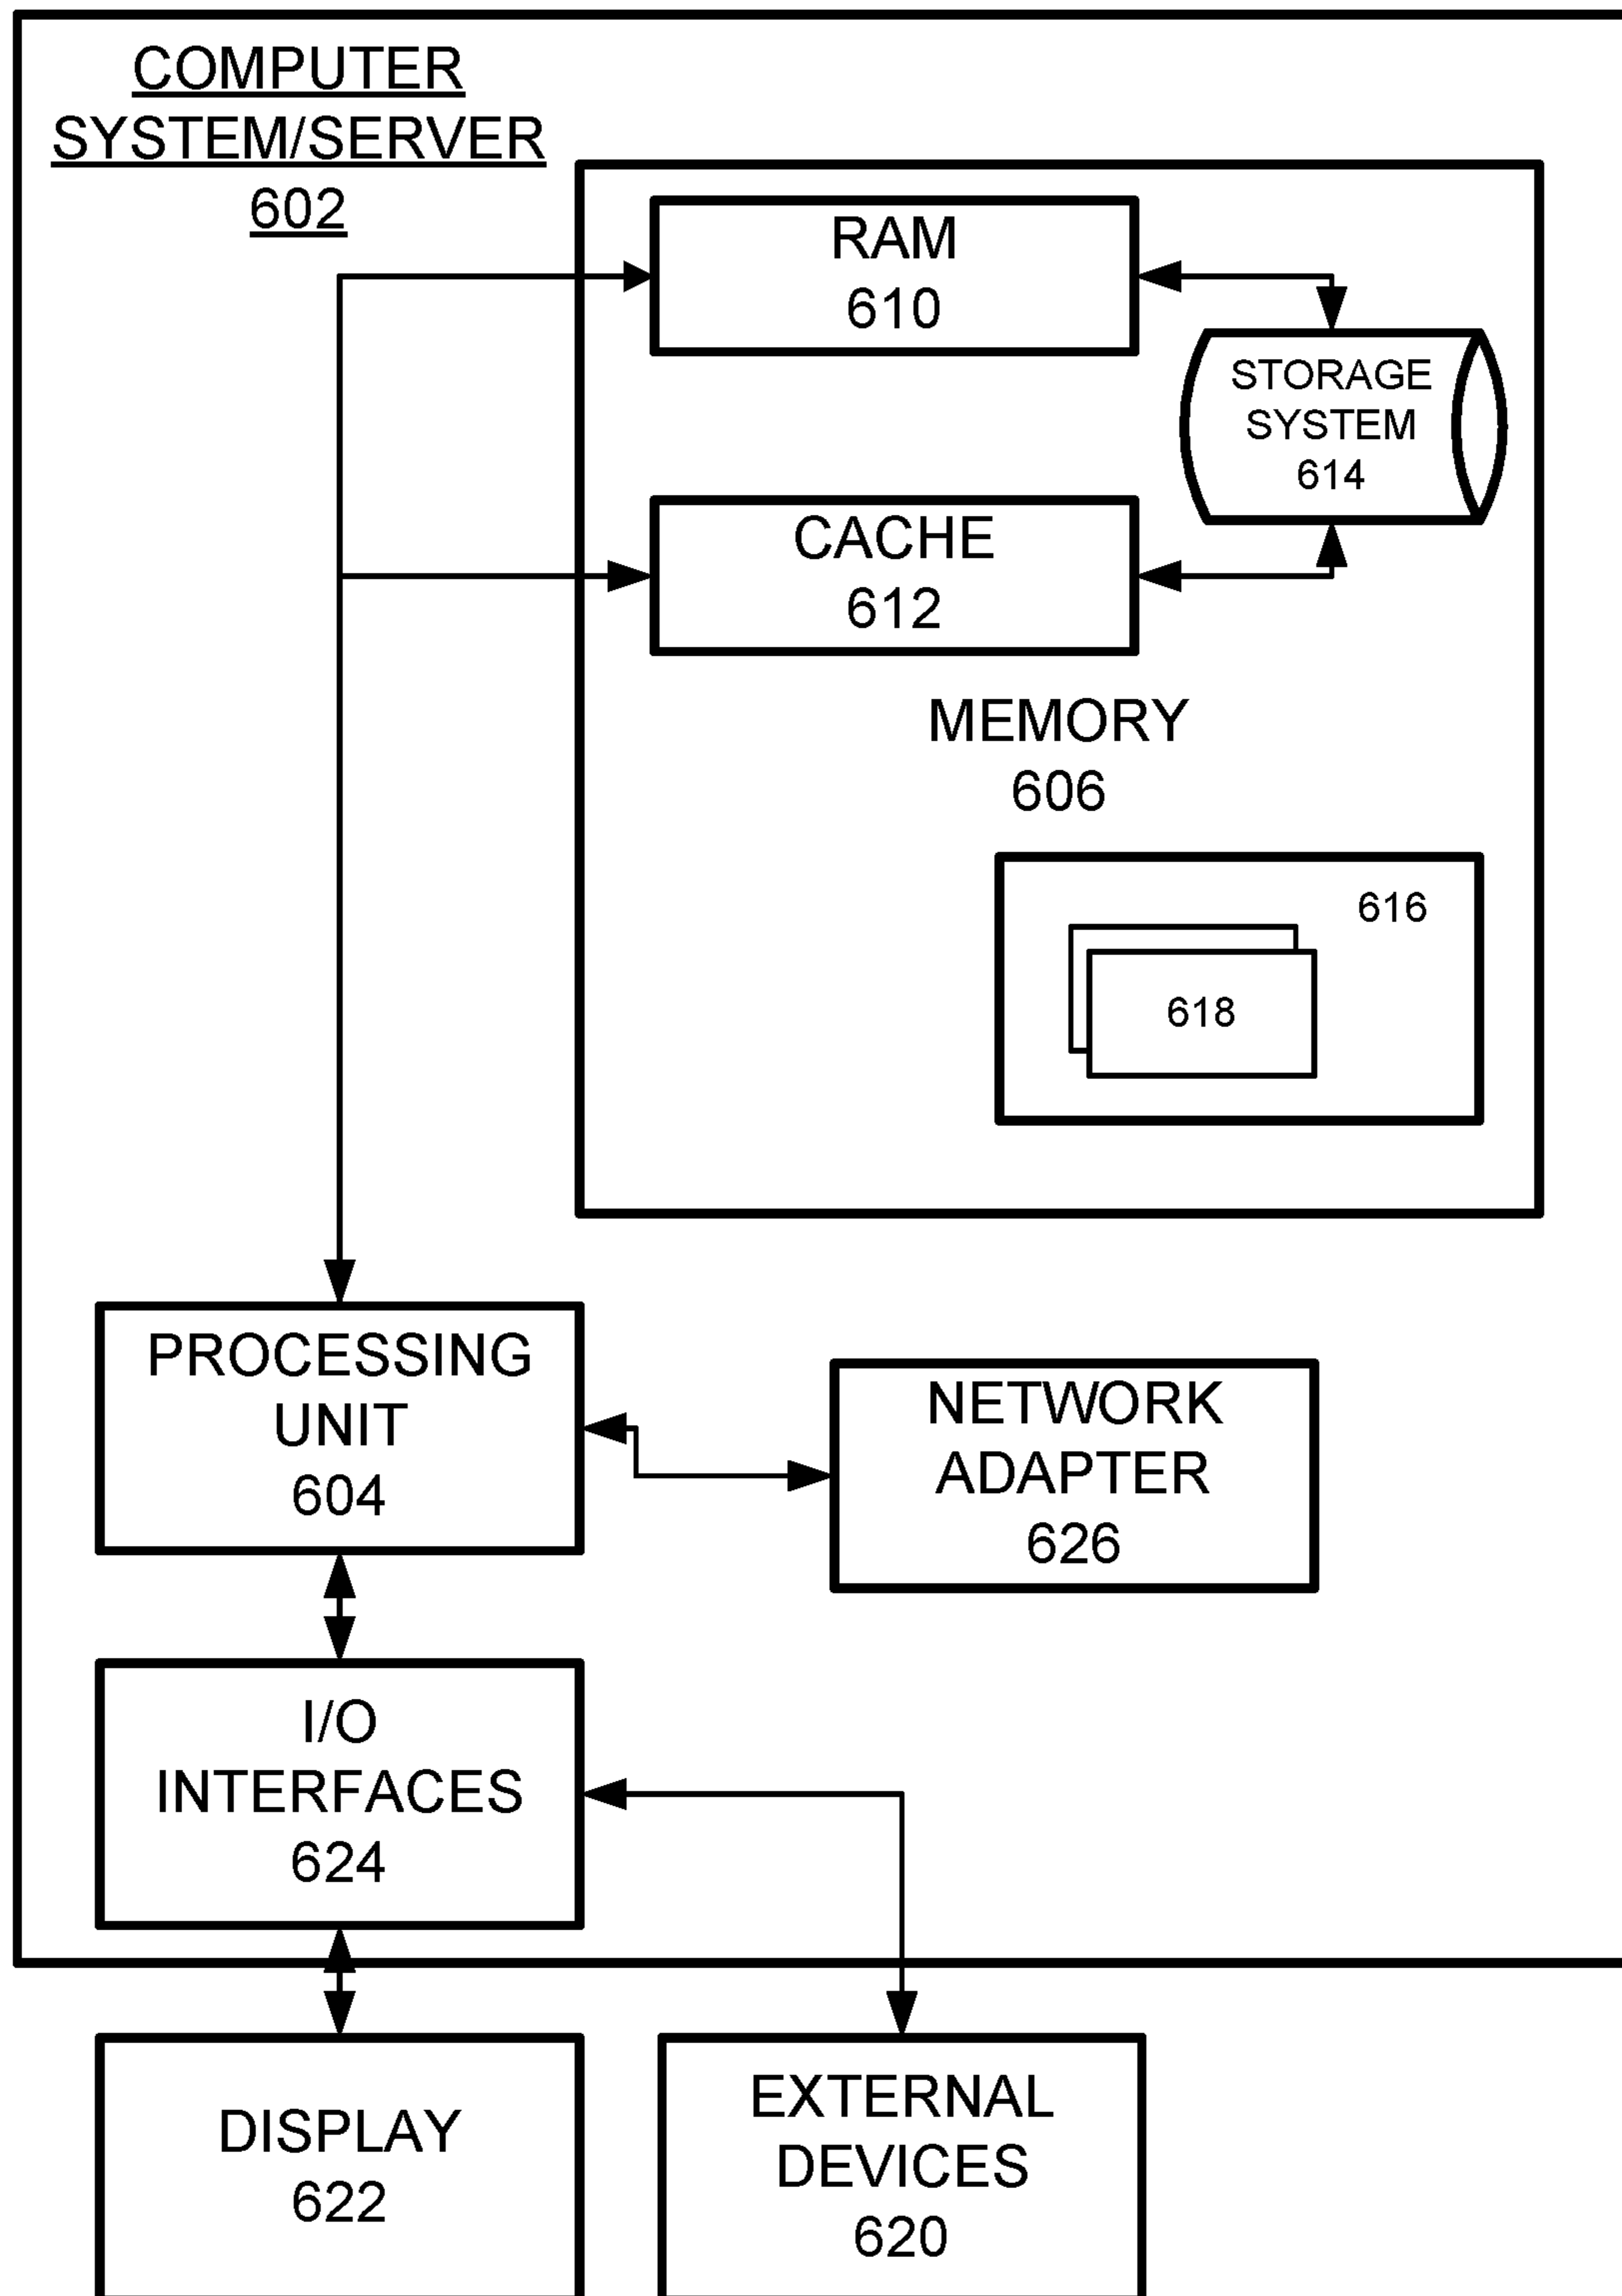 COMPUTER
SYSTEM/SERVER
602
RAM
610
STORAGE
SYSTEM
614
CACHE
612
MEMORY
606
616
618
PROCESSING
UNIT
604
NETWORK
ADAPTER
626
I/O
INTERFACES
624
DISPLAY
622
EXTERNAL
DEVICES
620